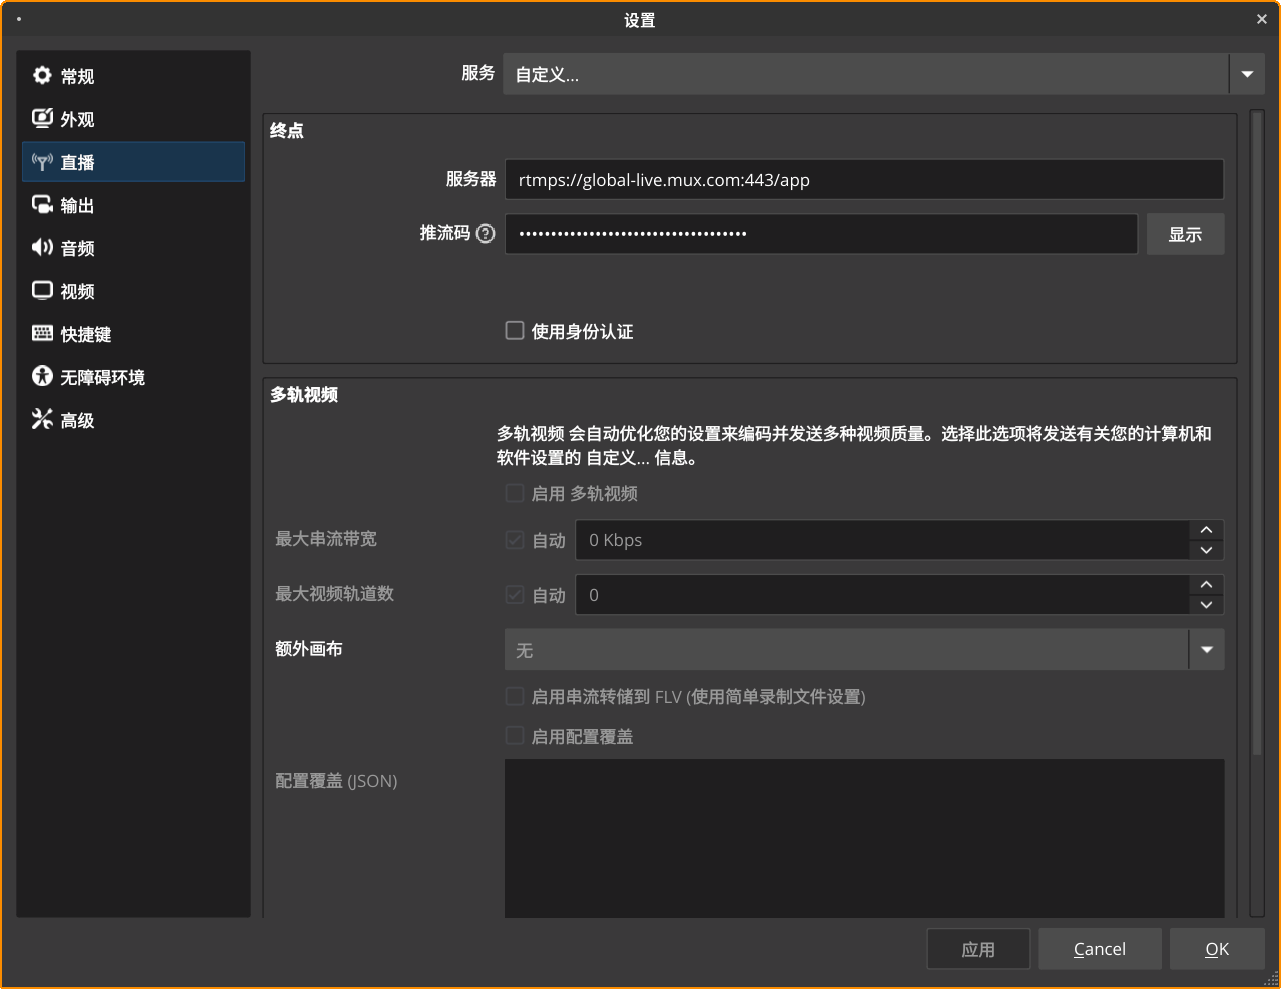 设置
常规
外观
直播
输出
音频
视频
快捷键
无障碍环境
高级
服务 自定义...
终点
服务器 rtmps://global-live.mux.com:443/app
推流码 •••••••••••••••••••••••••••••••••••• 显示
使用身份认证
多轨视频
多轨视频 会自动优化您的设置来编码并发送多种视频质量。选择此选项将发送有关您的计算机和
软件设置的 自定义... 信息。
启用 多轨视频
最大串流带宽 自动 0 Kbps
最大视频轨道数 自动 0
额外画布 无
启用串流转储到 FLV (使用简单录制文件设置)
启用配置覆盖
配置覆盖 (JSON)
应用 Cancel OK